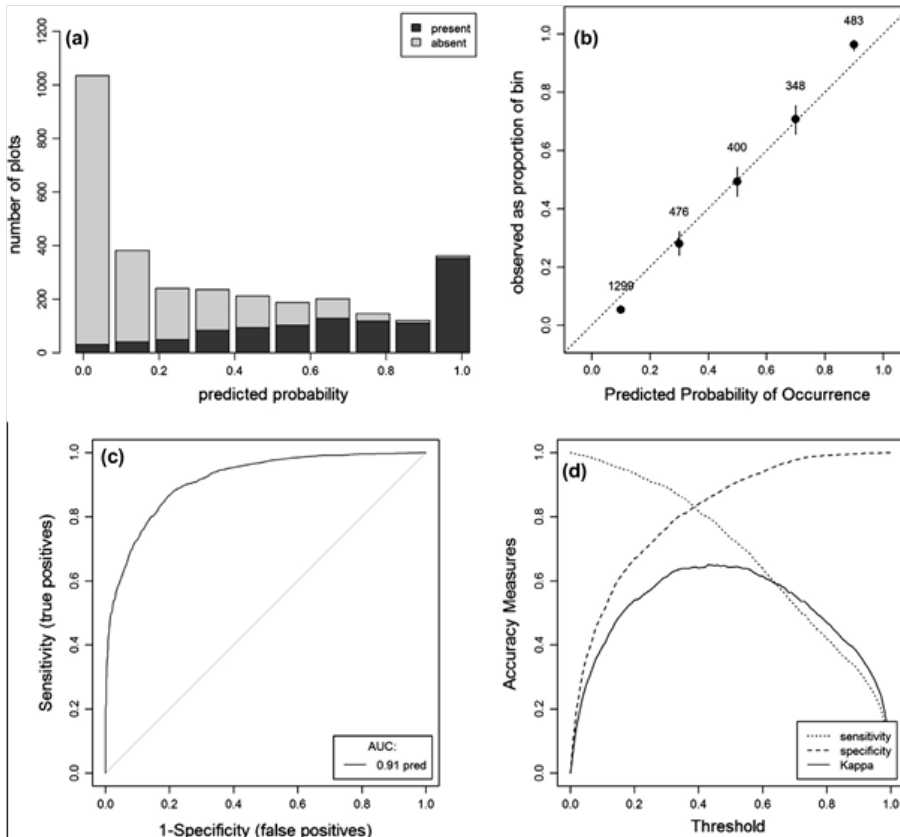 (a)
present
absent
1200
1000
800
600
400
200
0
number of plots
0.0 0.2 0.4 0.6 0.8 1.0
predicted probability
(b)
483
348
400
476
1299
1.0
0.8
0.6
0.4
0.2
0.0
observed as proportion of bin
0.0 0.2 0.4 0.6 0.8 1.0
Predicted Probability of Occurrence
(c)
1.0
0.8
0.6
0.4
0.2
0.0
Sensitivity (true positives)
AUC:
0.91 pred
0.0 0.2 0.4 0.6 0.8 1.0
1-Specificity (false positives)
(d)
1.0
0.8
0.6
0.4
0.2
0.0
Accuracy Measures
sensitivity
specificity
Kappa
0.0 0.2 0.4 0.6 0.8 1.0
Threshold